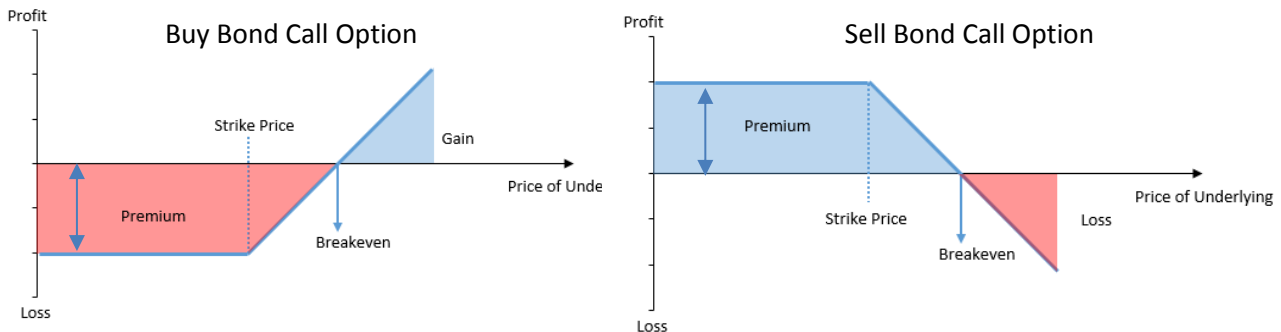 Profit
Buy Bond Call Option
Strike Price
Gain
Price of Unde
Premium
Breakeven
Loss
Profit
Sell Bond Call Option
Premium
Price of Underlying
Strike Price
Loss
Breakeven
Loss